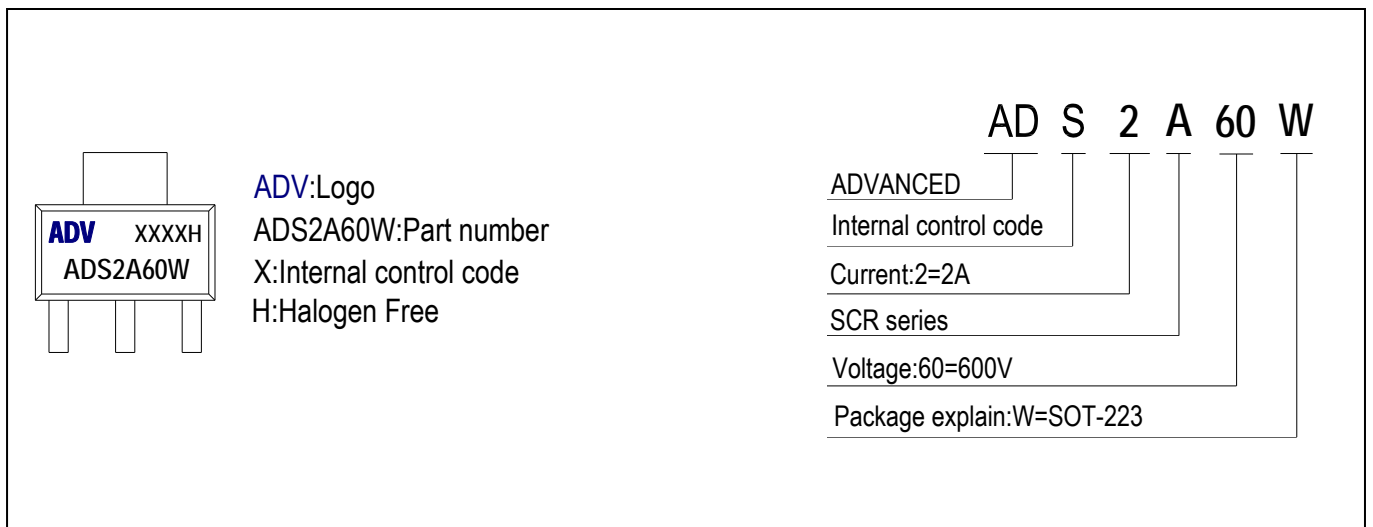 ADV XXXXH
ADS2A60W
ADV:Logo
ADS2A60W:Part number
X:Internal control code
H:Halogen Free
AD S 2 A 60 W
ADVANCED
Internal control code
Current:2=2A
SCR series
Voltage:60=600V
Package explain:W=SOT-223